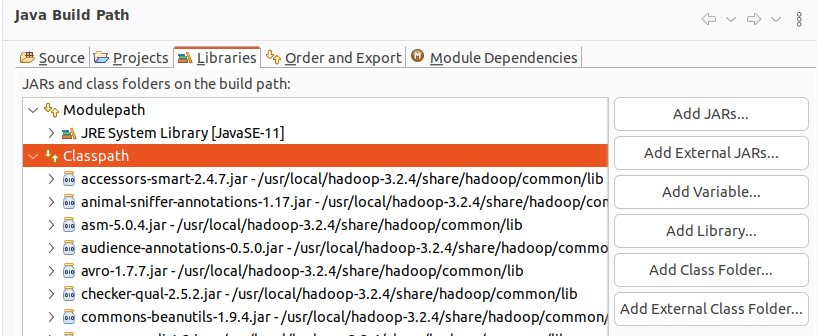 Java Build Path
Source Projects Libraries Order and Export Module Dependencies
JARs and class folders on the build path:
Modulepath
JRE System Library [JavaSE-11]
Classpath
accessors-smart-2.4.7.jar - /usr/local/hadoop-3.2.4/share/hadoop/common/lib
animal-sniffer-annotations-1.17.jar - /usr/local/hadoop-3.2.4/share/hadoop/con
asm-5.0.4.jar - /usr/local/hadoop-3.2.4/share/hadoop/common/lib
audience-annotations-0.5.0.jar - /usr/local/hadoop-3.2.4/share/hadoop/commo
avro-1.7.7.jar - /usr/local/hadoop-3.2.4/share/hadoop/common/lib
checker-qual-2.5.2.jar - /usr/local/hadoop-3.2.4/share/hadoop/common/lib
commons-beanutils-1.9.4.jar - /usr/local/hadoop-3.2.4/share/hadoop/common/
Add JARs...
Add External JARs...
Add Variable...
Add Library...
Add Class Folder...
Add External Class Folder...